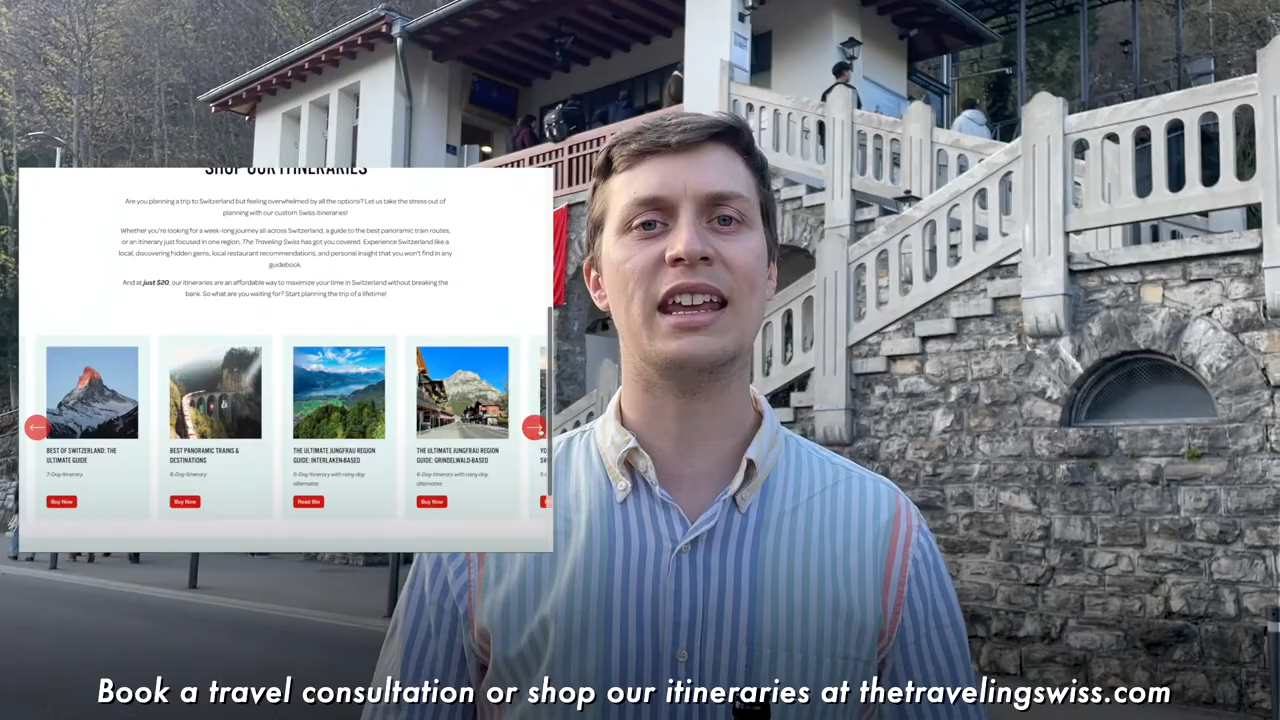 SHOP OUR ITINERARIES
Are you planning a trip to Switzerland but feeling overwhelmed by all the options? Let us take the stress out of
planning with our custom Swiss itineraries!
Whether you're looking for a week-long journey all across Switzerland, a guide to the best panoramic train routes,
or an itinerary just focused in one region, The Traveling Swiss has got you covered. Experience Switzerland like a
local, discovering hidden gems, local restaurant recommendations, and personal insight that you won't find in any
guidebook.
And at just $20, our itineraries are an affordable way to maximize your time in Switzerland without breaking the
bank. So what are you waiting for? Start planning the trip of a lifetime!
BEST OF SWITZERLAND: THE
ULTIMATE GUIDE
7-Day Itinerary
Buy Now
BEST PANORAMIC TRAINS &
DESTINATIONS
8-Day Itinerary
Buy Now
THE ULTIMATE JUNGFRAU REGION
GUIDE: INTERLAKEN-BASED
6-Day Itinerary with rainy day
alternates
Read Bio
THE ULTIMATE JUNGFRAU REGION
GUIDE: GRINDELWALD-BASED
6-Day Itinerary with rainy day
alternates
Buy Now
Book a travel consultation or shop our itineraries at thetravelingswiss.com